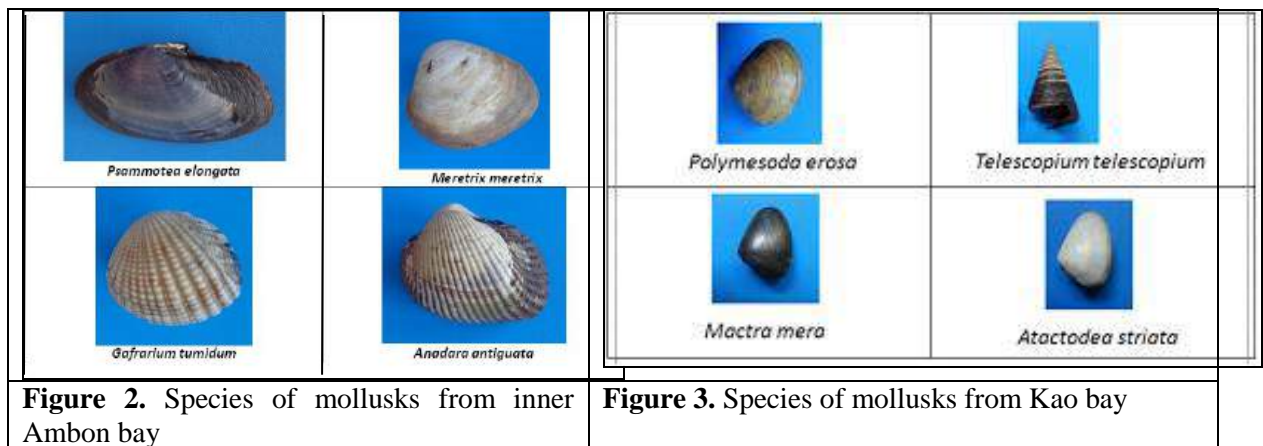 Psammotea elongata
Meretrix meretrix
Gafrarium tumidum
Anadara antiguata
Figure 2. Species of mollusks from inner
Ambon bay
Polymesoda erosa
Telescopium telescopium
Mactra mera
Atactodea striata
Figure 3. Species of mollusks from Kao bay